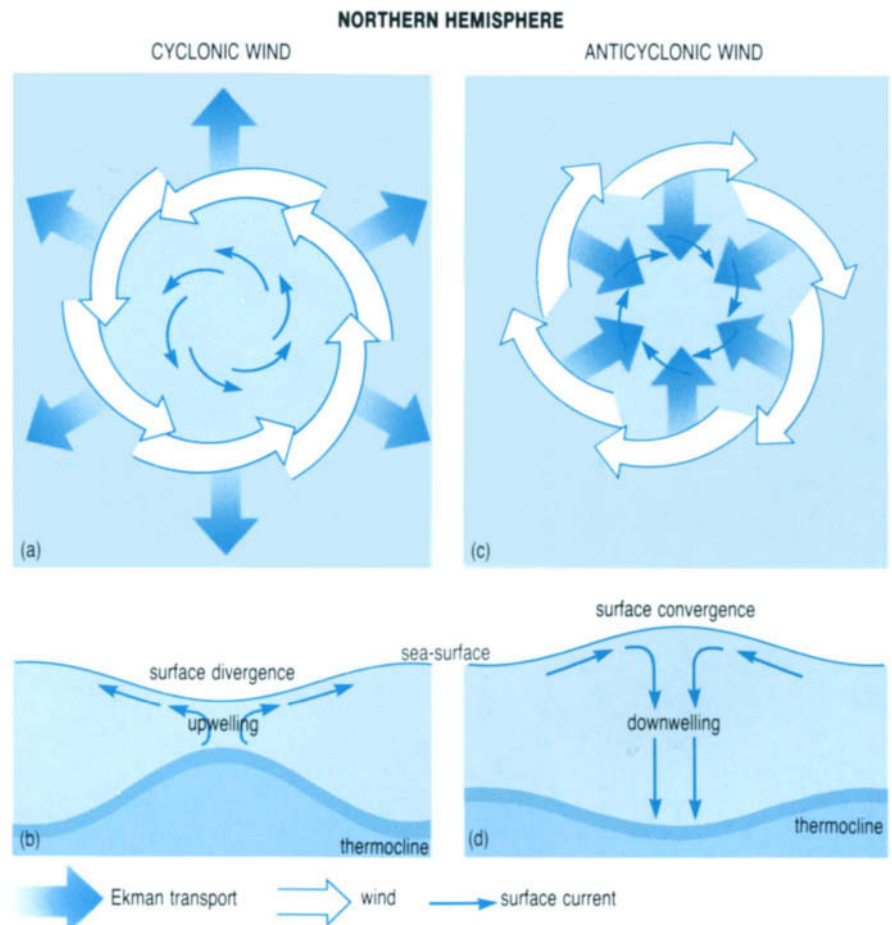 NORTHERN HEMISPHERE
CYCLONIC WIND
ANTICYCLONIC WIND
(a)
(c)
surface divergence
upwelling
thermocline
(b)
sea-surface
surface convergence
downwelling
thermocline
(d)
Ekman transport
wind
surface current